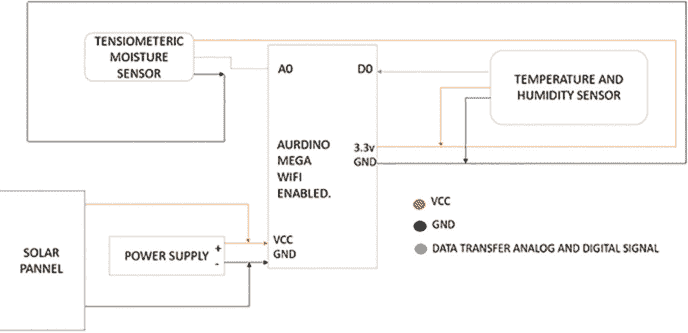 TENSIOMETERIC
MOISTURE
SENSOR
A0
D0
TEMPERATURE AND
HUMIDITY SENSOR
AURDINO
MEGA
WIFI
ENABLED.
3.3v
GND
VCC
GND
SOLAR
PANNEL
POWER SUPPLY
+
-
VCC
GND
DATA TRANSFER ANALOG AND DIGITAL SIGNAL